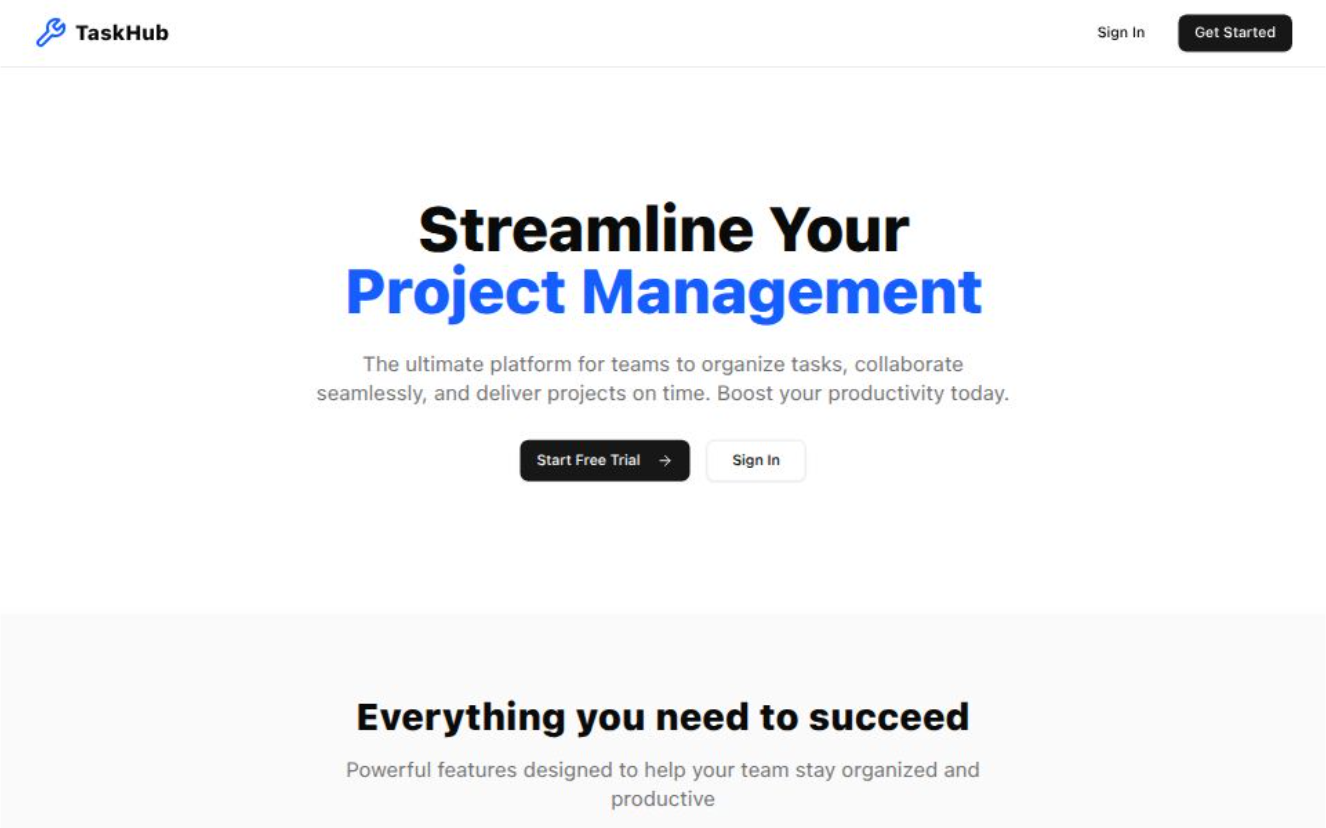 TaskHub
Sign In
Get Started
Streamline Your
Project Management
The ultimate platform for teams to organize tasks, collaborate
seamlessly, and deliver projects on time. Boost your productivity today.
Start Free Trial →
Sign In
Everything you need to succeed
Powerful features designed to help your team stay organized and
productive